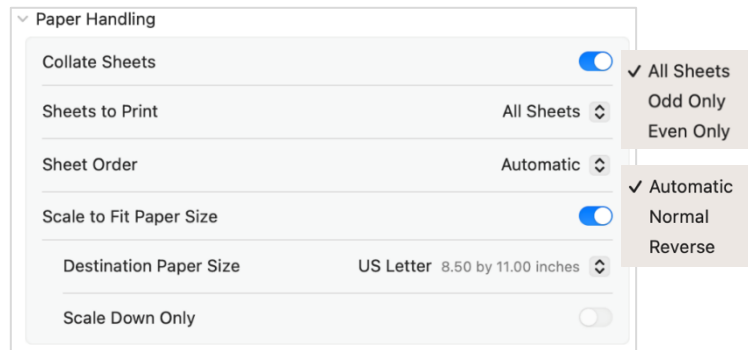 Paper Handling
Collate Sheets
Sheets to Print All Sheets
✓ All Sheets
Odd Only
Even Only
Sheet Order Automatic
✓ Automatic
Normal
Reverse
Scale to Fit Paper Size
Destination Paper Size US Letter 8.50 by 11.00 inches
Scale Down Only